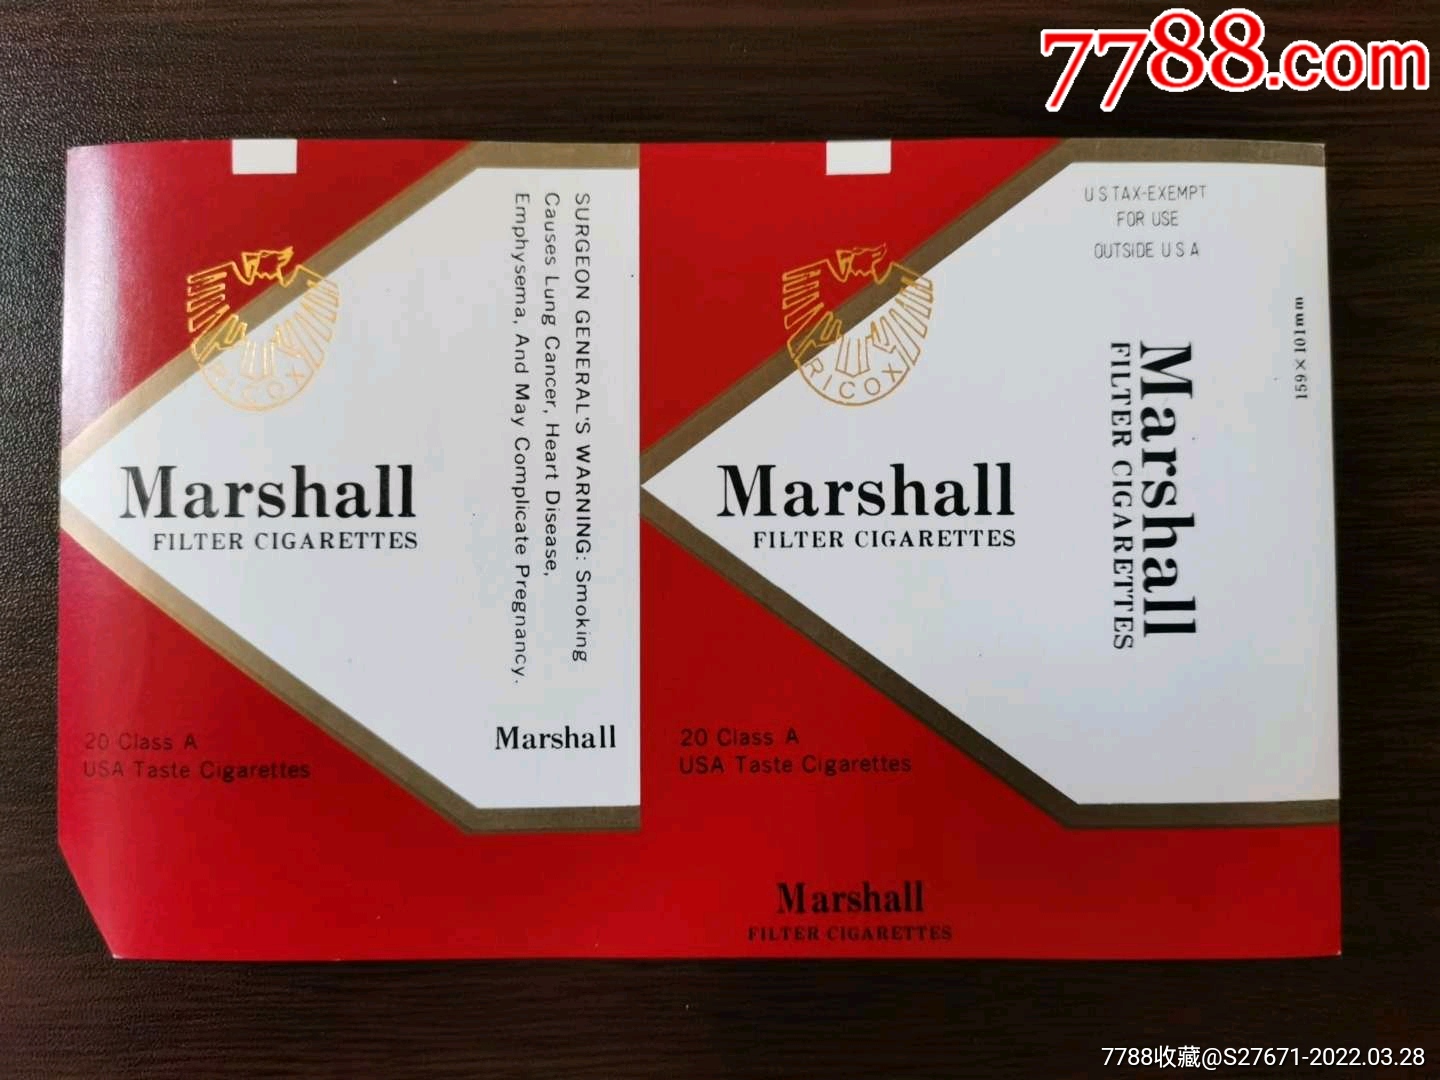 7788.com
RICOX
Marshall
FILTER CIGARETTES
20 Class A
USA Taste Cigarettes
SURGEON GENERAL'S WARNING: Smoking
Causes Lung Cancer, Heart Disease,
Emphysema, And May Complicate Pregnancy.
Marshall
RICOX
Marshall
FILTER CIGARETTES
20 Class A
USA Taste Cigarettes
U S TAX-EXEMPT
FOR USE
OUTSIDE U S A
Marshall
FILTER CIGARETTES
159×101mm
Marshall
FILTER CIGARETTES
7788收藏@S27671-2022.03.28